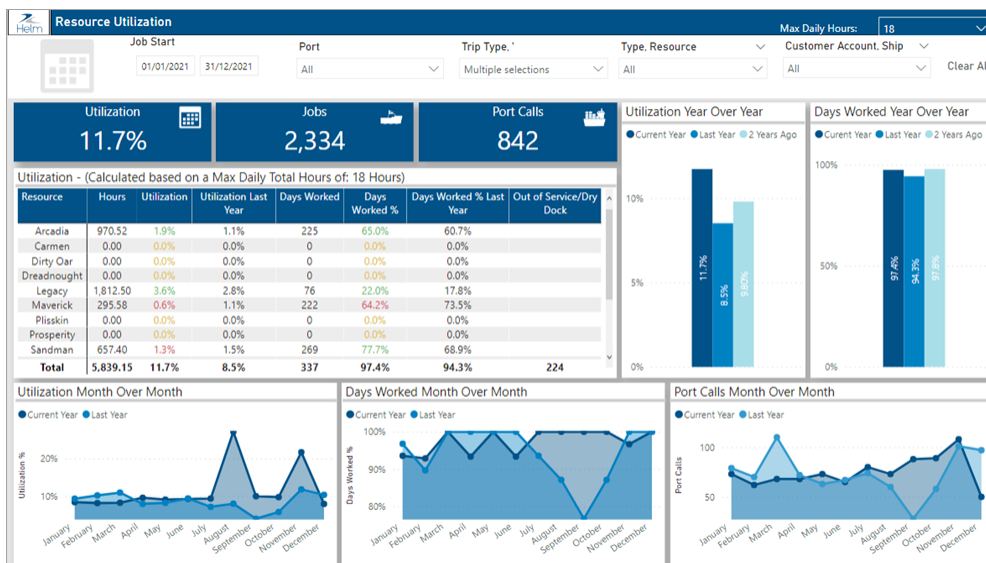 Helm
Resource Utilization
Max Daily Hours: 18
Job Start
Port
Trip Type, '
Type, Resource
Customer Account, Ship
01/01/2021 31/12/2021
All
Multiple selections
All
All
Clear Al
Utilization
11.7%
Jobs
2,334
Port Calls
842
Utilization Year Over Year
Current Year Last Year 2 Years Ago
10%
5%
0%
11.7%
8.5%
9.80%
Days Worked Year Over Year
Current Year Last Year 2 Years Ago
100%
50%
0%
97.4%
94.3%
97.8%
Utilization - (Calculated based on a Max Daily Total Hours of: 18 Hours)
Resource Hours Utilization Utilization Last Year Days Worked Days Worked % Days Worked % Last Year Out of Service/Dry Dock
Arcadia 970.52 1.9% 1.1% 225 65.0% 60.7%
Carmen 0.00 0.0% 0.0% 0 0.0% 0.0%
Dirty Oar 0.00 0.0% 0.0% 0 0.0% 0.0%
Dreadnought 0.00 0.0% 0.0% 0 0.0% 0.0%
Legacy 1,812.50 3.6% 2.8% 76 22.0% 17.8%
Maverick 295.58 0.6% 1.1% 222 64.2% 73.5%
Plisskin 0.00 0.0% 0.0% 0 0.0% 0.0%
Prosperity 0.00 0.0% 0.0% 0 0.0% 0.0%
Sandman 657.40 1.3% 1.5% 269 77.7% 68.9%
Total 5,839.15 11.7% 8.5% 337 97.4% 94.3% 224
Utilization Month Over Month
Current Year Last Year
Utilization %
20%
10%
January February March April May June July August September October November December
Days Worked Month Over Month
Current Year Last Year
Days Worked %
100%
90%
80%
January February March April May June July August September October November December
Port Calls Month Over Month
Current Year Last Year
Port Calls
100
50
January February March April May June July August September October November December